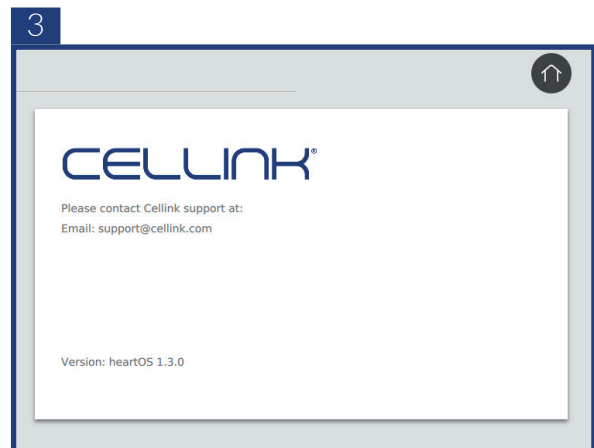 3
CELLINK®
Please contact Cellink support at:
Email: support@cellink.com
Version: heartOS 1.3.0